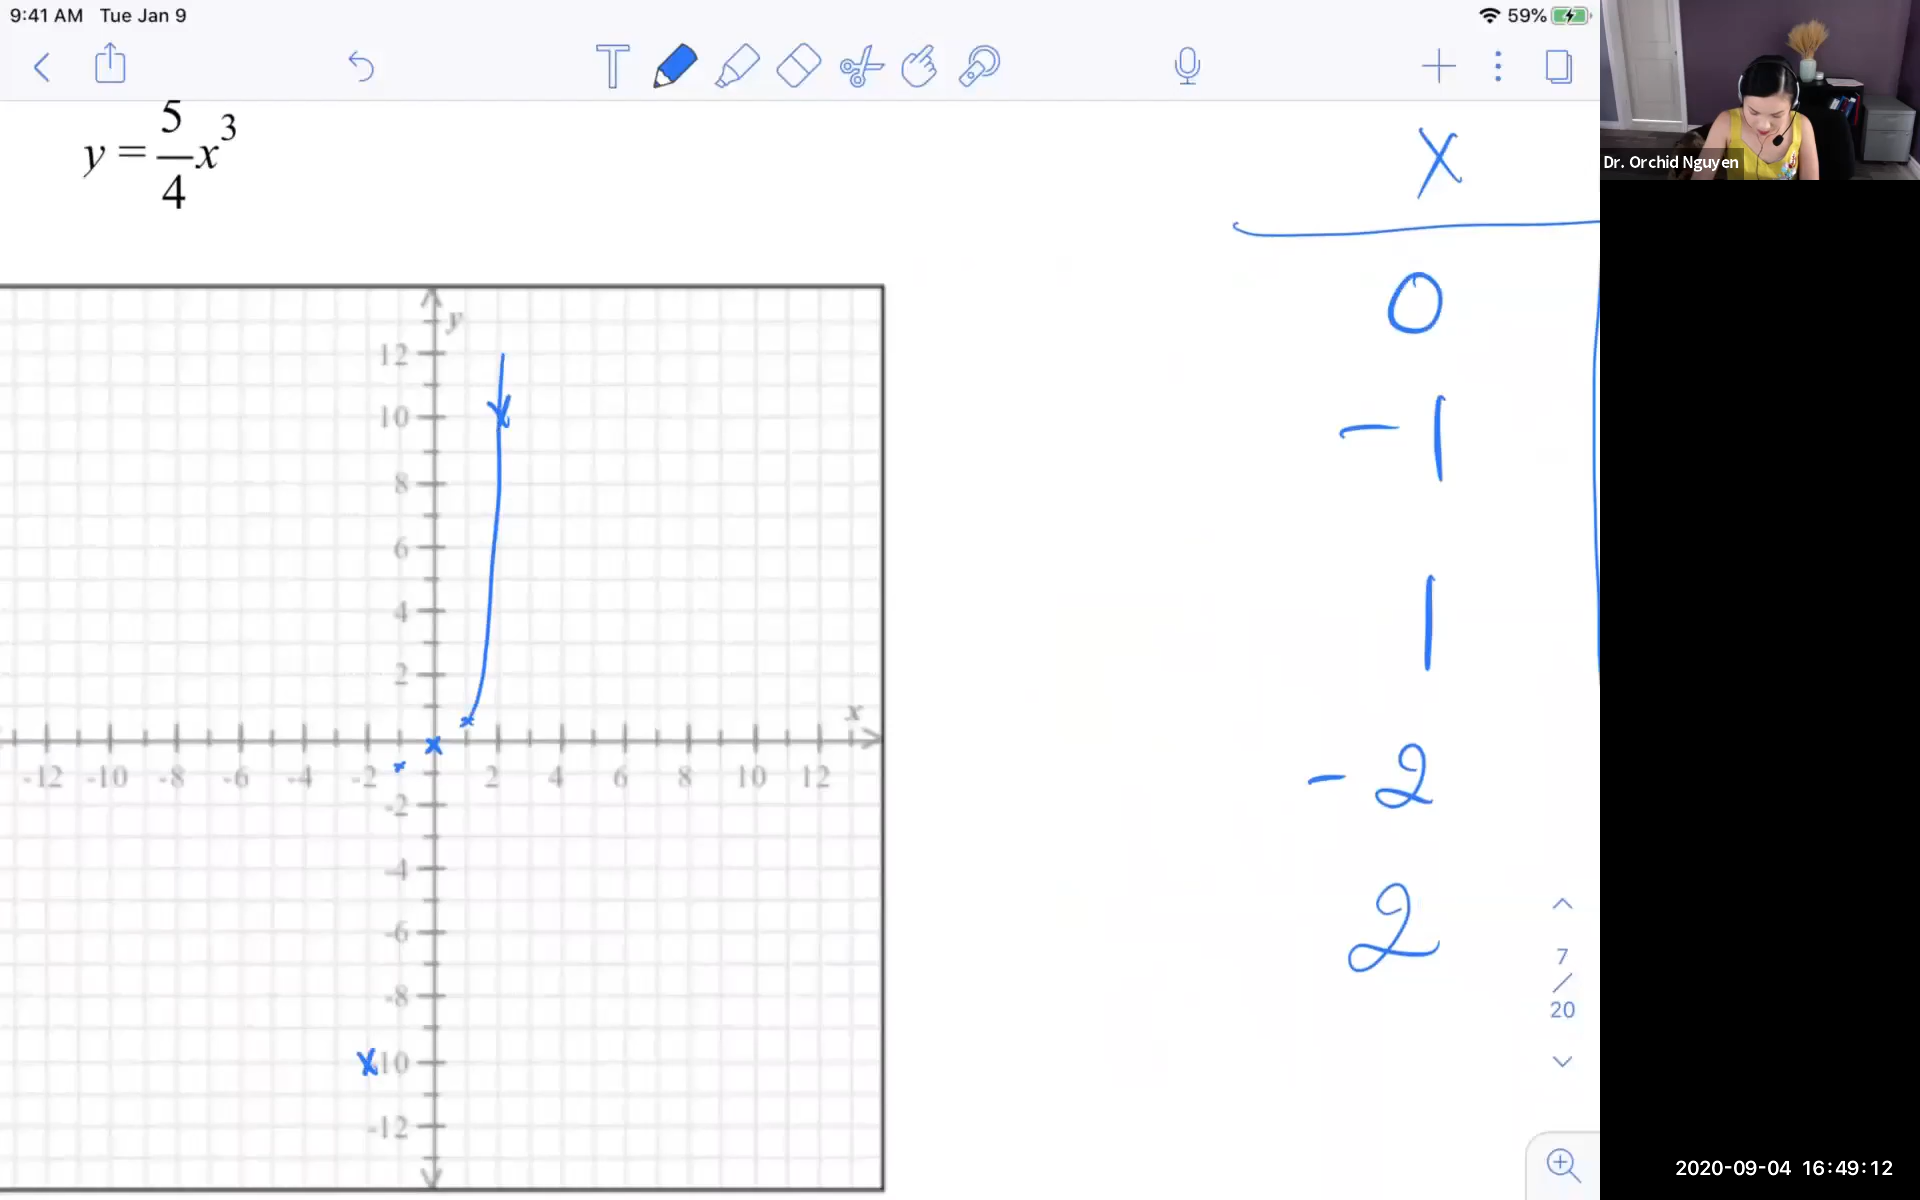 9:41 AM Tue Jan 9
59%
T
y = 5/4 x^3
X
0
-1
1
-2
2
y
12
10
8
6
4
2
x
-12 -10 -8 -6 -4 -2 2 4 6 8 10 12
-2
-4
-6
-8
10
-12
7
/
20
Dr. Orchid Nguyen
2020-09-04 16:49:12